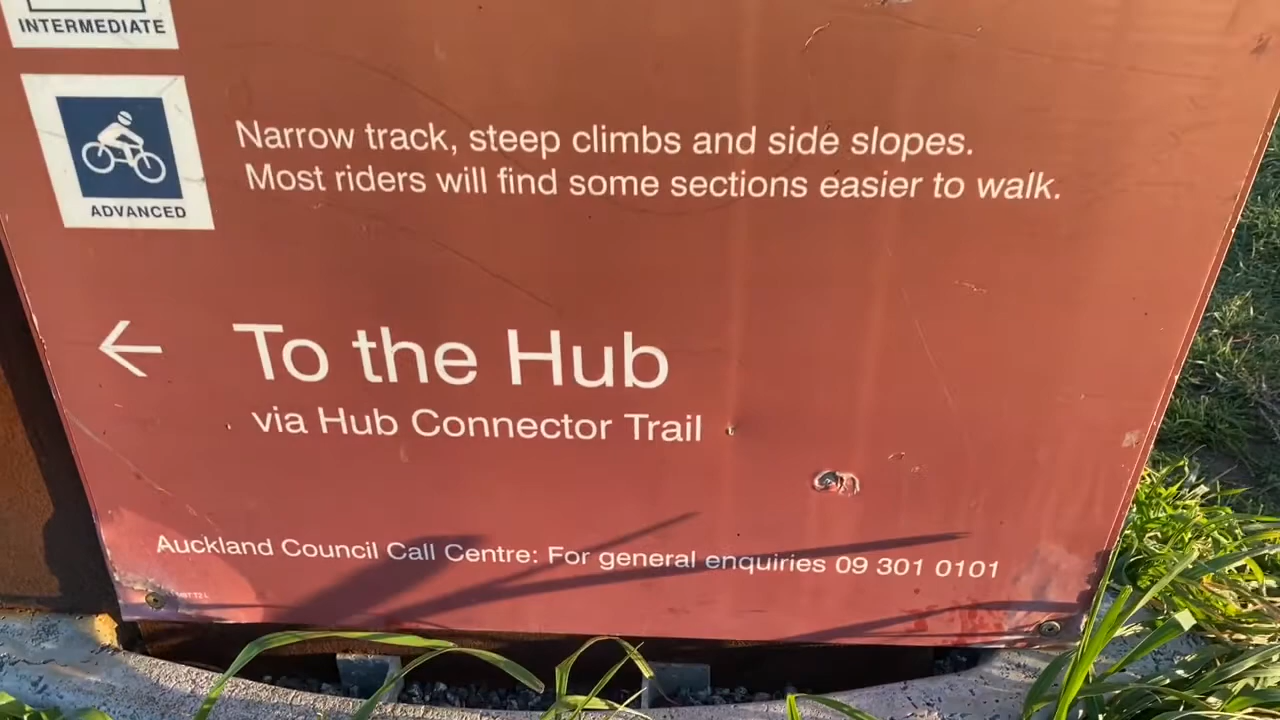 INTERMEDIATE
ADVANCED
Narrow track, steep climbs and side slopes.
Most riders will find some sections easier to walk.
To the Hub
via Hub Connector Trail
Auckland Council Call Centre: For general enquiries 09 301 0101